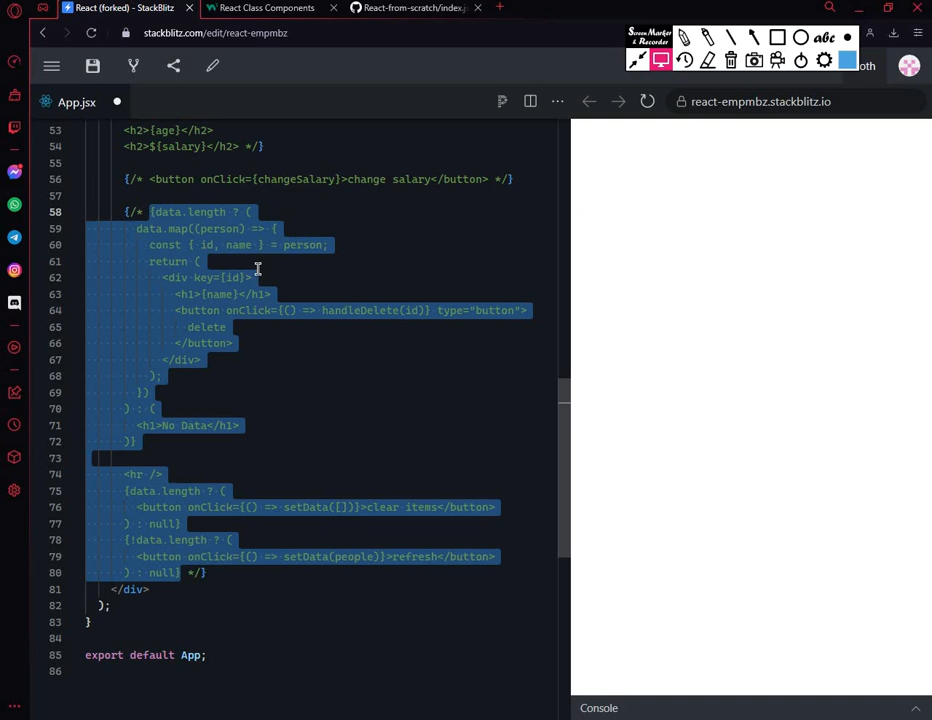 React (forked) - StackBlitz
React Class Components
React-from-scratch/index.js
stackblitz.com/edit/react-empmbz
Screen Marker
& Recorder
abc
oth
App.jsx
react-empmbz.stackblitz.io
53 <h2>{age}</h2>
54 <h2>${salary}</h2> */}
55
56 {/* <button onClick={changeSalary}>change salary</button> */}
57
58 {/* {data.length ? (
59 data.map((person) => {
60 const { id, name } = person;
61 return (
62 <div key={id}>
63 <h1>{name}</h1>
64 <button onClick={() => handleDelete(id)} type="button">
65 delete
66 </button>
67 </div>
68 );
69 })
70 ) : (
71 <h1>No Data</h1>
72 )}
73
74 <hr />
75 {data.length ? (
76 <button onClick={() => setData([])}>clear items</button>
77 ) : null}
78 {!data.length ? (
79 <button onClick={() => setData(people)}>refresh</button>
80 ) : null} */}
81 </div>
82 );
83 }
84
85 export default App;
86
Console